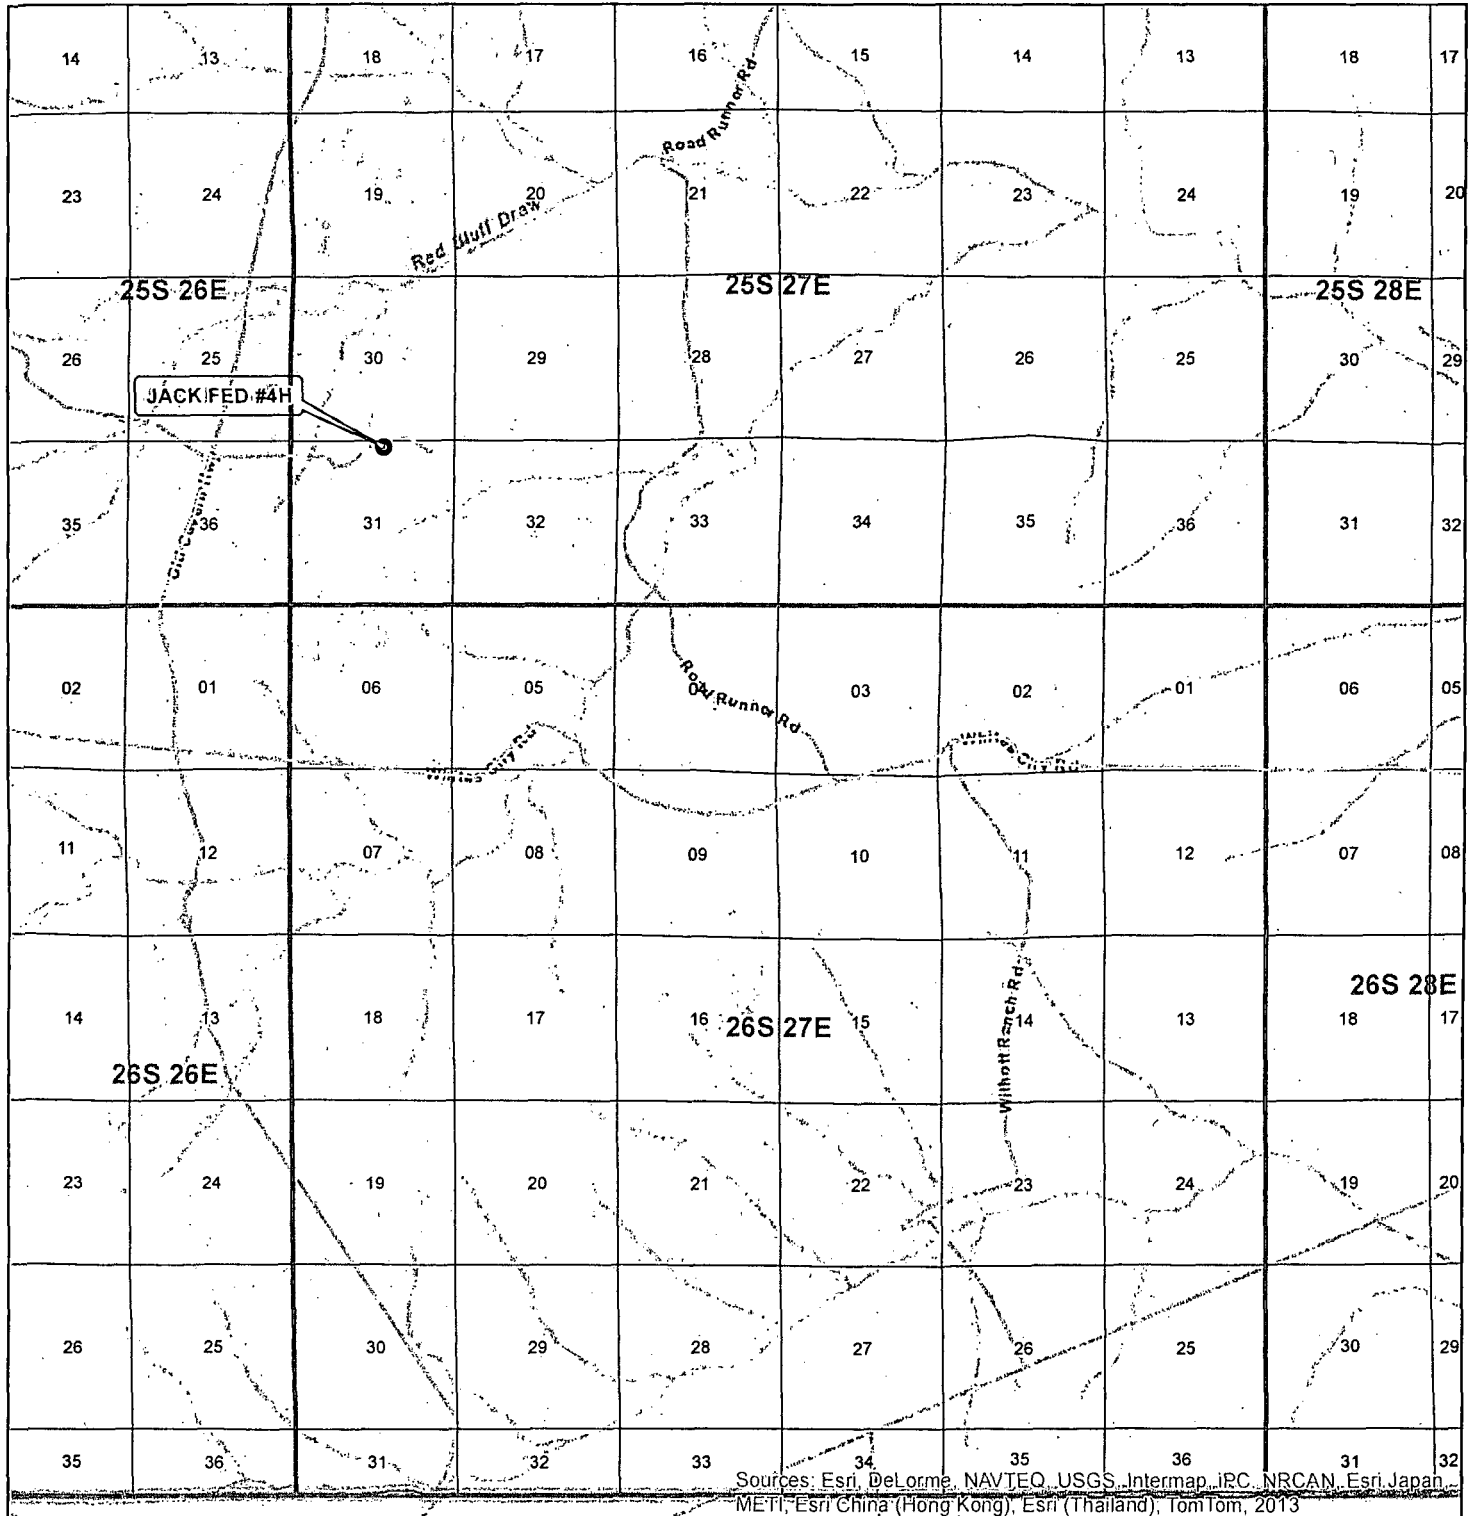 14 13 18 17 16 15 14 13 18 17
Road Runner Rd
23 24 19 20 21 22 23 24 19 20
Red Bluff Draw
25S 26E 25S 27E 25S 28E
26 25 30 29 28 27 26 25 30 29
JACK FED #4H
35 36 31 32 33 34 35 36 31 32
02 01 06 05 04 03 02 01 06 05
Road Runner Rd
Whites City Rd
Whites City Rd
11 12 07 08 09 10 11 12 07 08
26S 28E
14 13 18 17 16 15 14 13 18 17
26S 27E
Ranch Rd
26S 26E
23 24 19 20 21 22 23 24 19 20
26 25 30 29 28 27 26 25 30 29
35 36 31 32 33 34 35 36 31 32
Sources: Esri, DeLorme, NAVTEQ, USGS, Intermap, iPC, NRCAN, Esri Japan,
METI, Esri China (Hong Kong), Esri (Thailand), TomTom, 2013